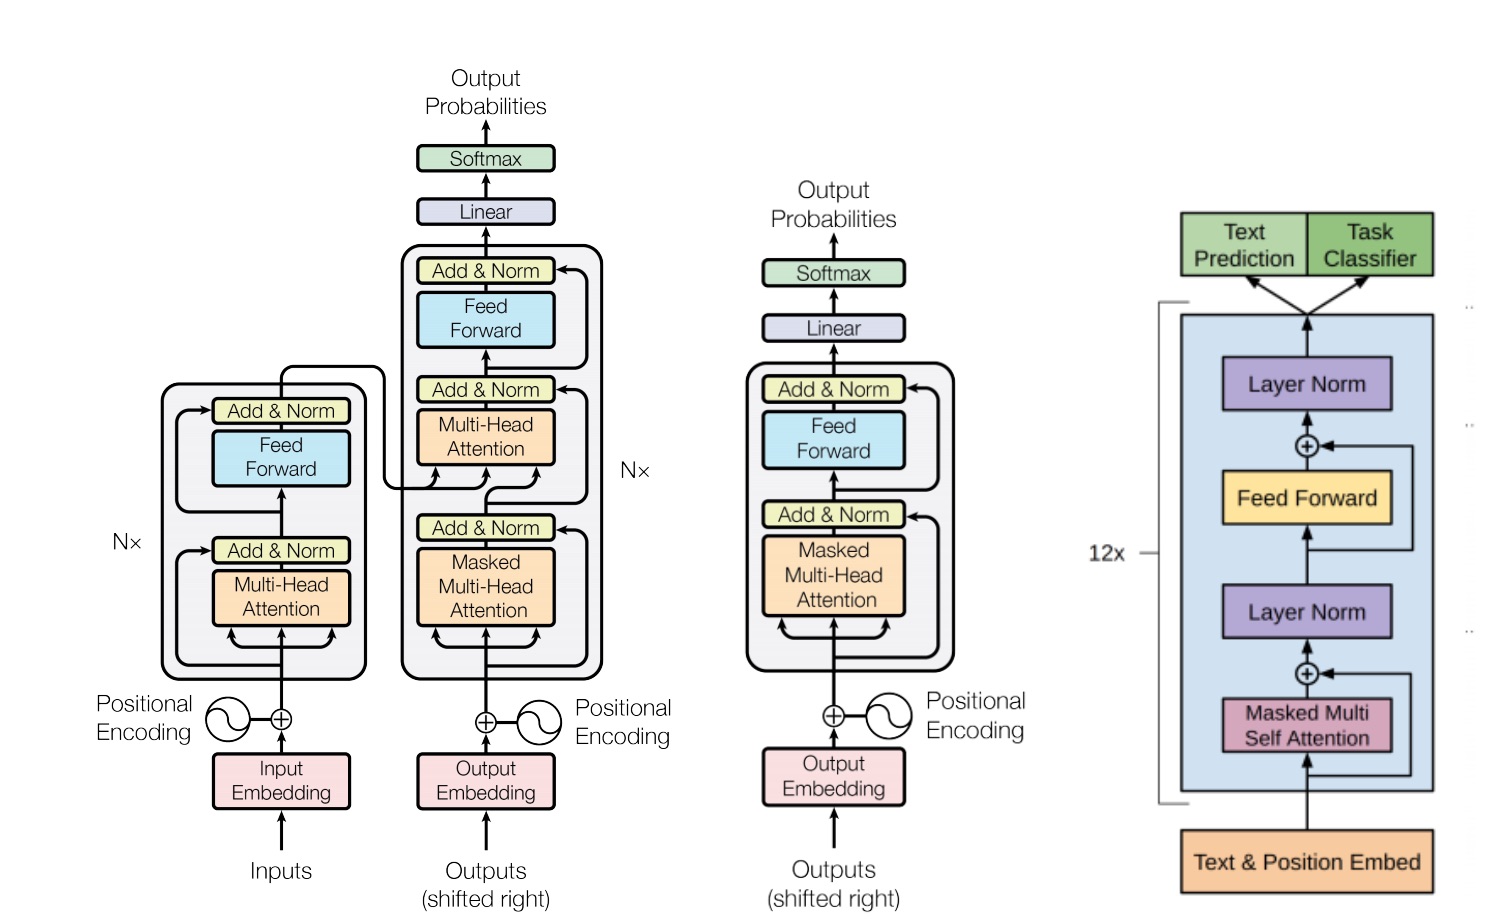 Output
Probabilities
Softmax
Linear
Add & Norm
Feed
Forward
Add & Norm
Multi-Head
Attention
Add & Norm
Masked
Multi-Head
Attention
N×
Add & Norm
Feed
Forward
Add & Norm
Multi-Head
Attention
N×
Positional
Encoding
Positional
Encoding
Input
Embedding
Output
Embedding
Inputs
Outputs
(shifted right)
Output
Probabilities
Softmax
Linear
Add & Norm
Feed
Forward
Add & Norm
Masked
Multi-Head
Attention
Positional
Encoding
Output
Embedding
Outputs
(shifted right)
Text
Prediction
Task
Classifier
Layer Norm
Feed Forward
12x
Layer Norm
Masked Multi
Self Attention
Text & Position Embed